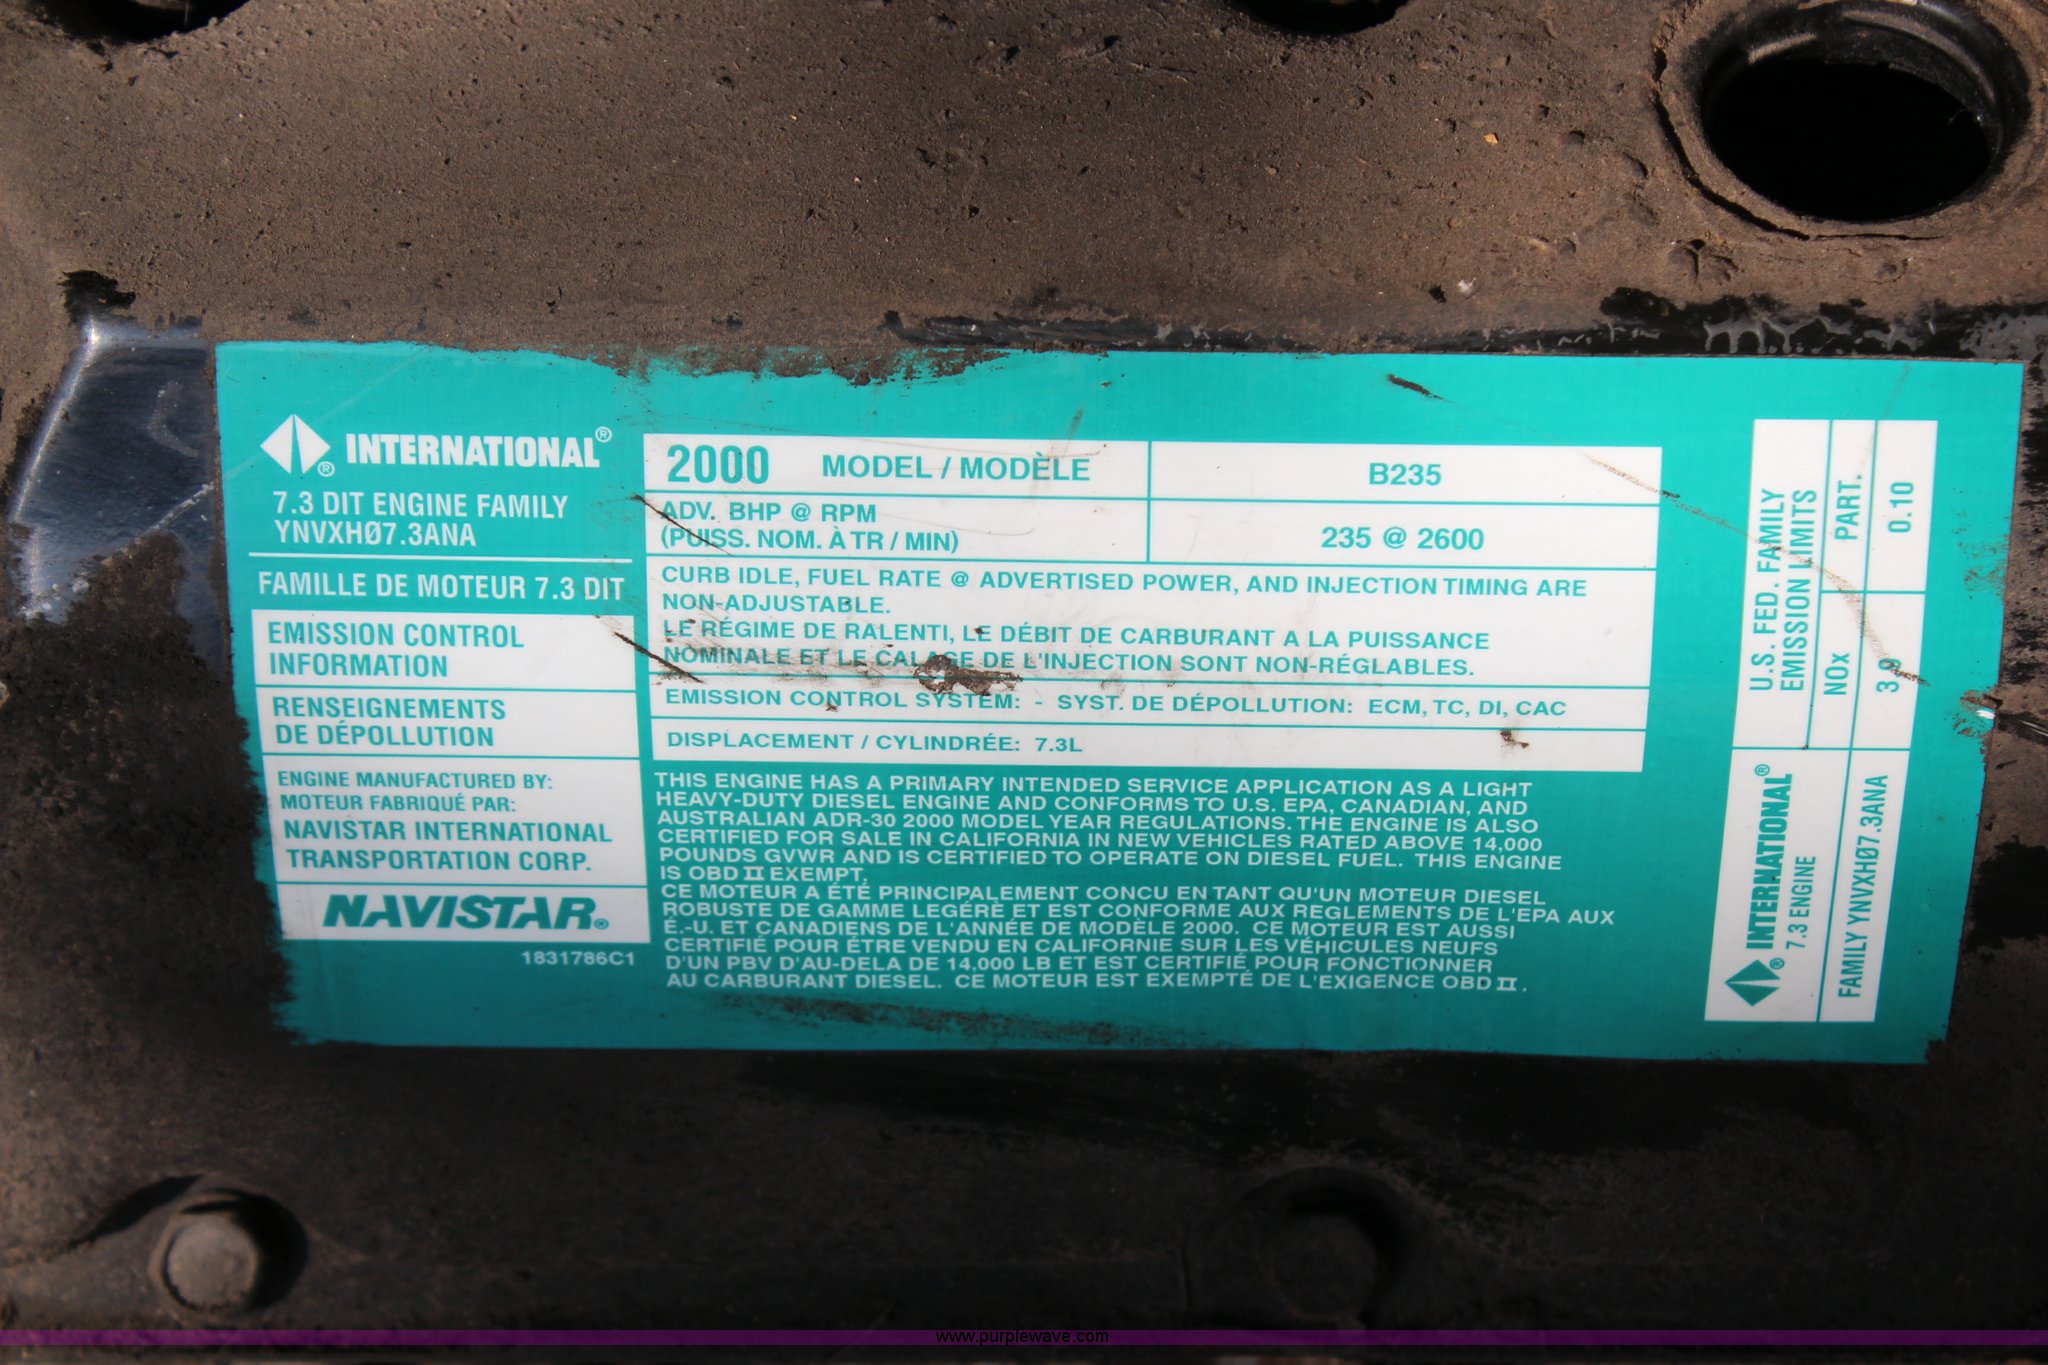 INTERNATIONAL®
®
7.3 DIT ENGINE FAMILY
YNVXHØ7.3ANA
FAMILLE DE MOTEUR 7.3 DIT
EMISSION CONTROL
INFORMATION
RENSEIGNEMENTS
DE DÉPOLLUTION
ENGINE MANUFACTURED BY:
MOTEUR FABRIQUÉ PAR:
NAVISTAR INTERNATIONAL
TRANSPORTATION CORP.
NAVISTAR®
1831786C1
2000 MODEL / MODÈLE B235
ADV. BHP @ RPM
(PUISS. NOM. À TR / MIN) 235 @ 2600
CURB IDLE, FUEL RATE @ ADVERTISED POWER, AND INJECTION TIMING ARE
NON-ADJUSTABLE.
LE RÉGIME DE RALENTI, LE DÉBIT DE CARBURANT A LA PUISSANCE
NOMINALE ET LE CALAGE DE L'INJECTION SONT NON-RÉGLABLES.
EMISSION CONTROL SYSTEM: - SYST. DE DÉPOLLUTION: ECM, TC, DI, CAC
DISPLACEMENT / CYLINDRÉE: 7.3L
THIS ENGINE HAS A PRIMARY INTENDED SERVICE APPLICATION AS A LIGHT
HEAVY-DUTY DIESEL ENGINE AND CONFORMS TO U.S. EPA, CANADIAN, AND
AUSTRALIAN ADR-30 2000 MODEL YEAR REGULATIONS. THE ENGINE IS ALSO
CERTIFIED FOR SALE IN CALIFORNIA IN NEW VEHICLES RATED ABOVE 14,000
POUNDS GVWR AND IS CERTIFIED TO OPERATE ON DIESEL FUEL. THIS ENGINE
IS OBD II EXEMPT.
CE MOTEUR A ÉTÉ PRINCIPALEMENT CONCU EN TANT QU'UN MOTEUR DIESEL
ROBUSTE DE GAMME LEGÉRE ET EST CONFORME AUX REGLEMENTS DE L'EPA AUX
É.-U. ET CANADIENS DE L'ANNÉE DE MODÈLE 2000. CE MOTEUR EST AUSSI
CERTIFIÉ POUR ÉTRE VENDU EN CALIFORNIE SUR LES VÉHICULES NEUFS
D'UN PBV D'AU-DELA DE 14,000 LB ET EST CERTIFIÉ POUR FONCTIONNER
AU CARBURANT DIESEL. CE MOTEUR EST EXEMPTÉ DE L'EXIGENCE OBD II.
U.S. FED. FAMILY
EMISSION LIMITS
NOx PART.
3.9 0.10
INTERNATIONAL®
®
7.3 ENGINE
FAMILY YNVXHØ7.3ANA
www.purplewave.com